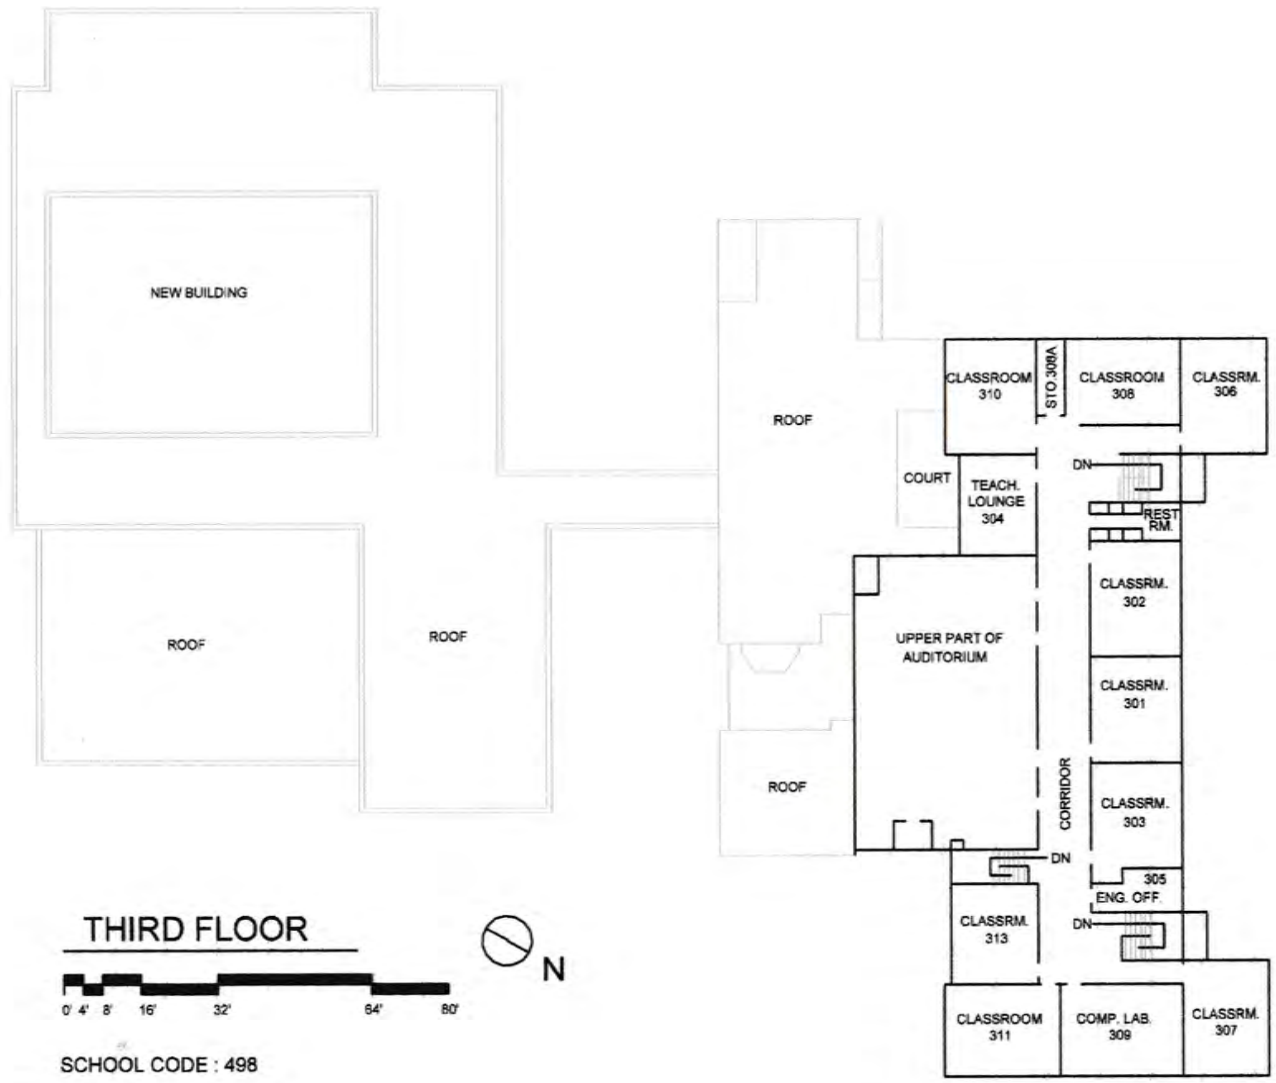 NEW BUILDING
ROOF
ROOF
ROOF
ROOF
COURT
CLASSROOM
310
STO.308A
CLASSROOM
308
CLASSRM.
306
TEACH.
LOUNGE
304
DN
REST
RM.
CLASSRM.
302
UPPER PART OF
AUDITORIUM
CLASSRM.
301
CORRIDOR
CLASSRM.
303
DN
305
ENG. OFF.
DN
CLASSRM.
313
CLASSROOM
311
COMP. LAB.
309
CLASSRM.
307
THIRD FLOOR
N
0' 4' 8' 16' 32' 64' 80'
SCHOOL CODE : 498